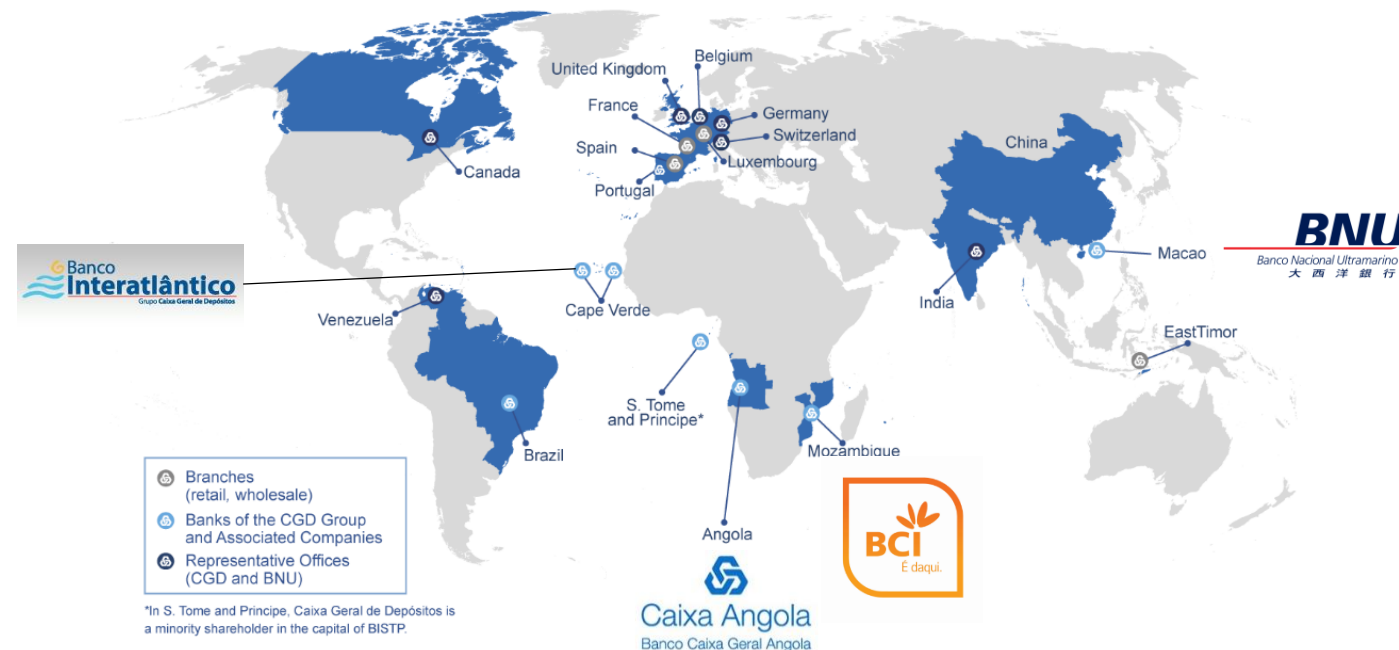 Belgium
United Kingdom
France
Germany
Switzerland
Spain
Luxembourg
Portugal
Canada
China
Macao
BNU
Banco Nacional Ultramarino
大西洋銀行
Banco
Interatlântico
Grupo Caixa Geral de Depósitos
Cape Verde
Venezuela
India
EastTimor
S. Tome
and Principe*
Brazil
Mozambique
Angola
BCI
É daqui.
Caixa Angola
Banco Caixa Geral Angola
Branches
(retail, wholesale)
Banks of the CGD Group
and Associated Companies
Representative Offices
(CGD and BNU)
*In S. Tome and Principe, Caixa Geral de Depósitos is
a minority shareholder in the capital of BISTP.